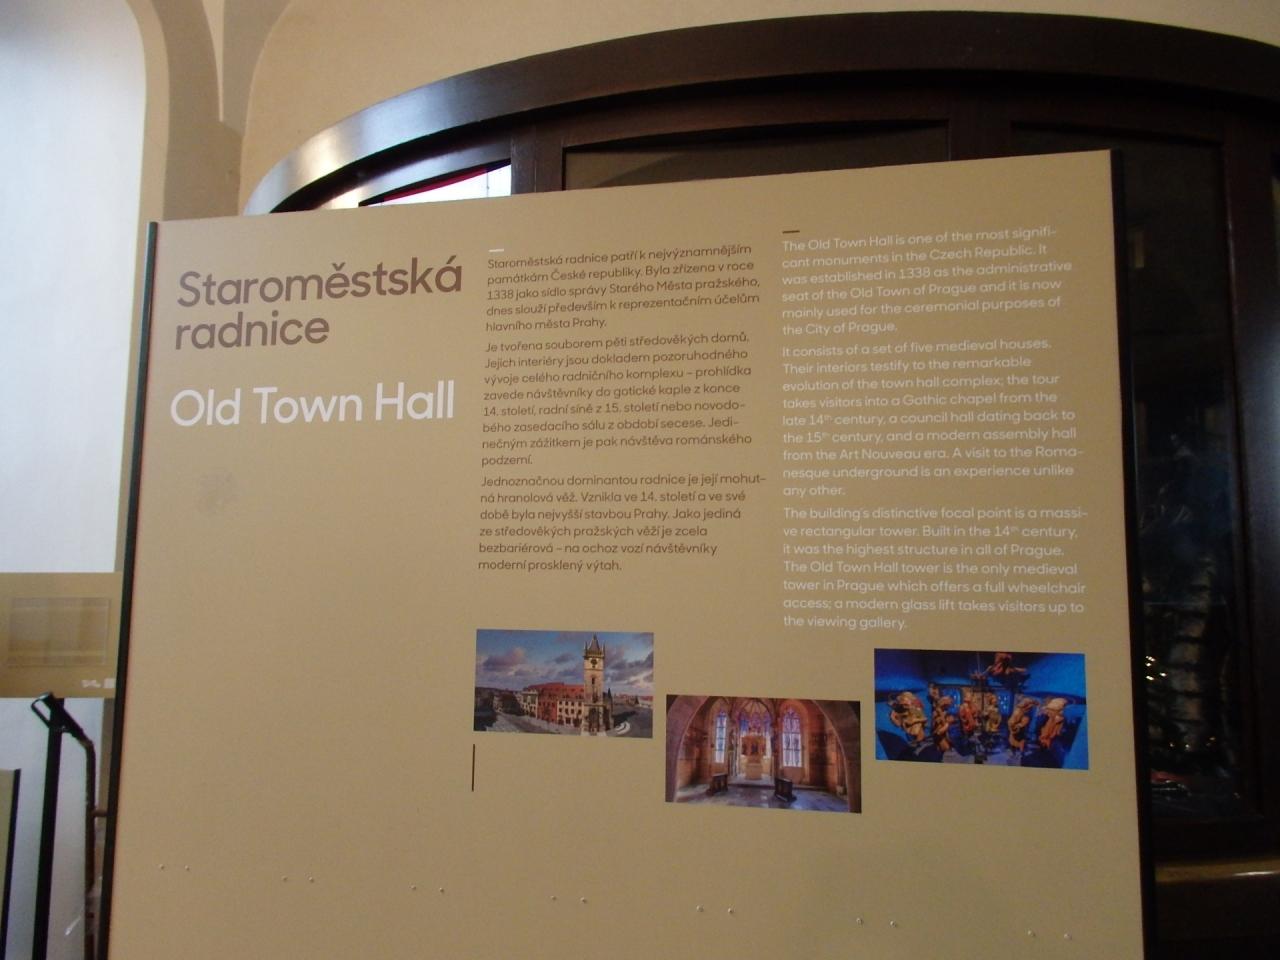 Staroměstská
radnice
Old Town Hall
Staroměstská radnice patří k nejvýznamnějším
památkám České republiky. Byla zřízena v roce
1338 jako sídlo správy Starého Města pražského,
dnes slouží především k reprezentačním účelům
hlavního města Prahy.
Je tvořena souborem pěti středověkých domů.
Jejich interiéry jsou dokladem pozoruhodného
vývoje celého radničního komplexu – prohlídka
zavede návštěvníky do gotické kaple z konce
14. století, radní síně z 15. století nebo novodo-
bého zasedacího sálu z období secese. Jedi-
nečným zážitkem je pak návštěva románského
podzemí.
Jednoznačnou dominantou radnice je její mohut-
ná hranolová věž. Vznikla ve 14. století a ve své
době byla nejvyšší stavbou Prahy. Jako jediná
ze středověkých pražských věží je zcela
bezbariérová – na ochoz vozí návštěvníky
moderní prosklený výtah.
The Old Town Hall is one of the most signifi-
cant monuments in the Czech Republic. It
was established in 1338 as the administrative
seat of the Old Town of Prague and it is now
mainly used for the ceremonial purposes of
the City of Prague.
It consists of a set of five medieval houses.
Their interiors testify to the remarkable
evolution of the town hall complex; the tour
takes visitors into a Gothic chapel from the
late 14th century, a council hall dating back to
the 15th century, and a modern assembly hall
from the Art Nouveau era. A visit to the Roma-
nesque underground is an experience unlike
any other.
The building's distinctive focal point is a massi-
ve rectangular tower. Built in the 14th century,
it was the highest structure in all of Prague.
The Old Town Hall tower is the only medieval
tower in Prague which offers a full wheelchair
access; a modern glass lift takes visitors up to
the viewing gallery.